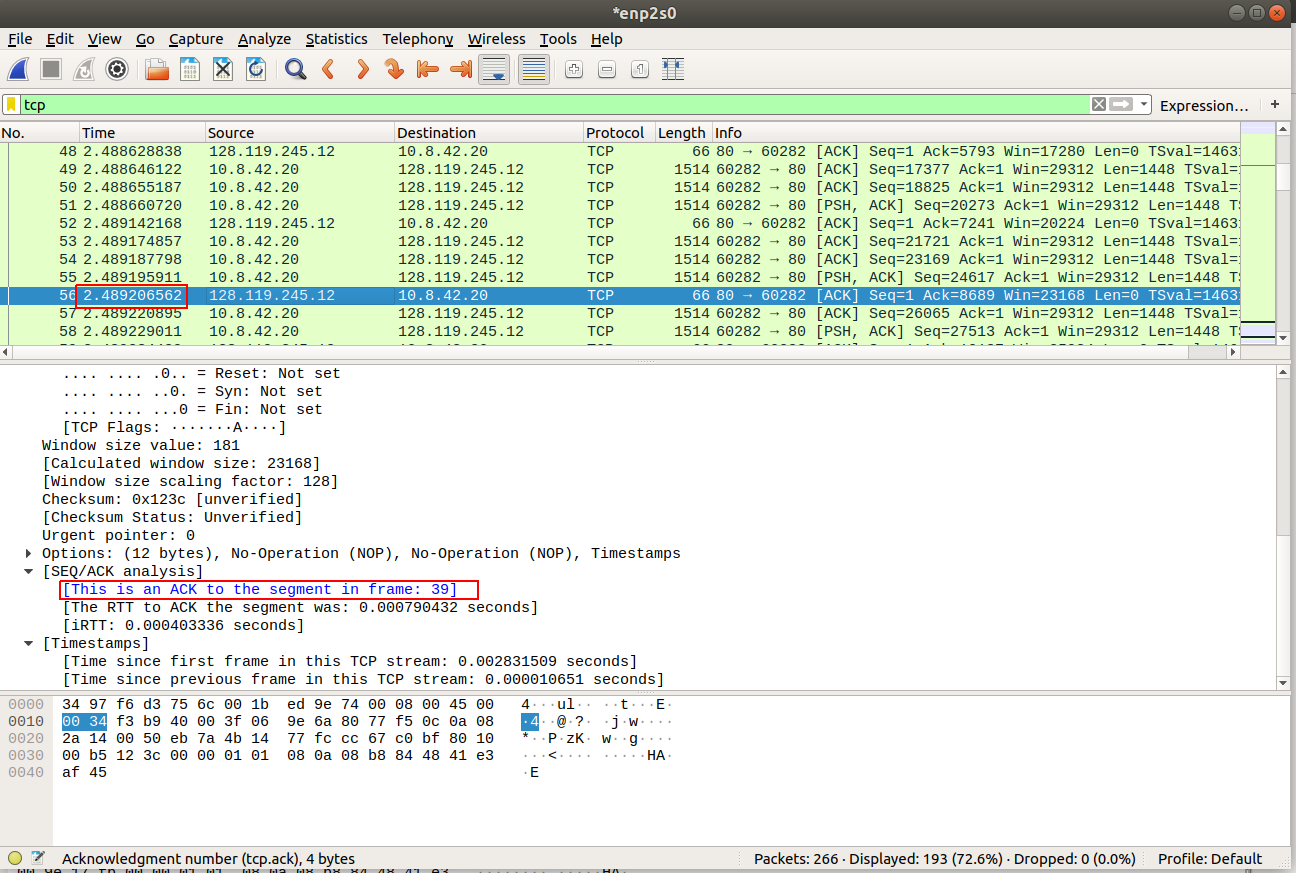 *enp2s0
File Edit View Go Capture Analyze Statistics Telephony Wireless Tools Help
tcp Expression... +
No. Time Source Destination Protocol Length Info
48 2.488628838 128.119.245.12 10.8.42.20 TCP 66 80 → 60282 [ACK] Seq=1 Ack=5793 Win=17280 Len=0 TSval=1463
49 2.488646122 10.8.42.20 128.119.245.12 TCP 1514 60282 → 80 [ACK] Seq=17377 Ack=1 Win=29312 Len=1448 TSval=
50 2.488655187 10.8.42.20 128.119.245.12 TCP 1514 60282 → 80 [ACK] Seq=18825 Ack=1 Win=29312 Len=1448 TSval=
51 2.488660720 10.8.42.20 128.119.245.12 TCP 1514 60282 → 80 [PSH, ACK] Seq=20273 Ack=1 Win=29312 Len=1448 TS
52 2.489142168 128.119.245.12 10.8.42.20 TCP 66 80 → 60282 [ACK] Seq=1 Ack=7241 Win=20224 Len=0 TSval=1463
53 2.489174857 10.8.42.20 128.119.245.12 TCP 1514 60282 → 80 [ACK] Seq=21721 Ack=1 Win=29312 Len=1448 TSval=
54 2.489187798 10.8.42.20 128.119.245.12 TCP 1514 60282 → 80 [ACK] Seq=23169 Ack=1 Win=29312 Len=1448 TSval=
55 2.489195911 10.8.42.20 128.119.245.12 TCP 1514 60282 → 80 [PSH, ACK] Seq=24617 Ack=1 Win=29312 Len=1448 TS
56 2.489206562 128.119.245.12 10.8.42.20 TCP 66 80 → 60282 [ACK] Seq=1 Ack=8689 Win=23168 Len=0 TSval=1463
57 2.489220895 10.8.42.20 128.119.245.12 TCP 1514 60282 → 80 [ACK] Seq=26065 Ack=1 Win=29312 Len=1448 TSval=
58 2.489229011 10.8.42.20 128.119.245.12 TCP 1514 60282 → 80 [PSH, ACK] Seq=27513 Ack=1 Win=29312 Len=1448 TS
.... .... .0.. = Reset: Not set
.... .... ..0. = Syn: Not set
.... .... ...0 = Fin: Not set
[TCP Flags: ·······A····]
Window size value: 181
[Calculated window size: 23168]
[Window size scaling factor: 128]
Checksum: 0x123c [unverified]
[Checksum Status: Unverified]
Urgent pointer: 0
Options: (12 bytes), No-Operation (NOP), No-Operation (NOP), Timestamps
[SEQ/ACK analysis]
[This is an ACK to the segment in frame: 39]
[The RTT to ACK the segment was: 0.000790432 seconds]
[iRTT: 0.000403336 seconds]
[Timestamps]
[Time since first frame in this TCP stream: 0.002831509 seconds]
[Time since previous frame in this TCP stream: 0.000010651 seconds]
0000 34 97 f6 d3 75 6c 00 1b ed 9e 74 00 08 00 45 00 4···ul·· ··t···E·
0010 00 34 f3 b9 40 00 3f 06 9e 6a 80 77 f5 0c 0a 08 ·4··@·?· ·j·w····
0020 2a 14 00 50 eb 7a 4b 14 77 fc cc 67 c0 bf 80 10 *··P·zK· w··g····
0030 00 b5 12 3c 00 00 01 01 08 0a 08 b8 84 48 41 e3 ···<···· ·····HA·
0040 af 45 ·E
Acknowledgment number (tcp.ack), 4 bytes Packets: 266 · Displayed: 193 (72.6%) · Dropped: 0 (0.0%) Profile: Default